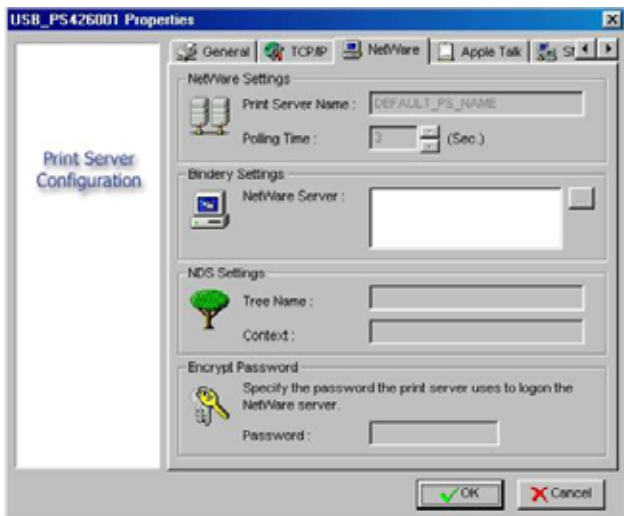 USB_PS426001 Properties
General TCP/IP NetWare Apple Talk St
NetWare Settings
Print Server Name : DEFAULT_PS_NAME
Polling Time : 3 (Sec.)
Print Server
Configuration
Bindery Settings
NetWare Server :
...
NDS Settings
Tree Name :
Context :
Encrypt Password
Specify the password the print server uses to logon the
NetWare server.
Password :
OK Cancel